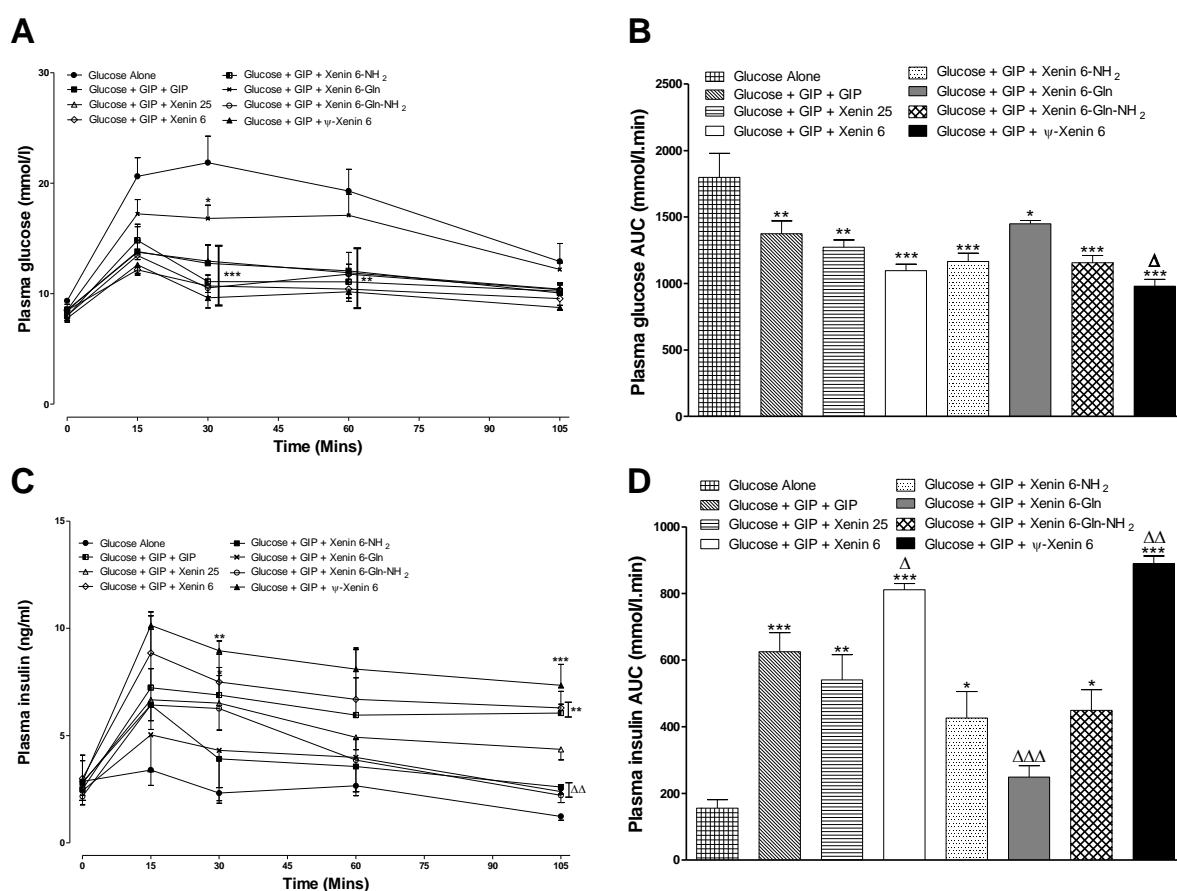 A
Plasma glucose (mmol/l)
30
20
10
0
Glucose Alone
Glucose + GIP + GIP
Glucose + GIP + Xenin 25
Glucose + GIP + Xenin 6
Glucose + GIP + Xenin 6-NH2
Glucose + GIP + Xenin 6-Gln
Glucose + GIP + Xenin 6-Gln-NH2
Glucose + GIP + ψ-Xenin 6
*
***
**
0 15 30 45 60 75 90 105
Time (Mins)
B
Plasma glucose AUC (mmol/l.min)
2500
2000
1500
1000
500
0
Glucose Alone
Glucose + GIP + GIP
Glucose + GIP + Xenin 25
Glucose + GIP + Xenin 6
Glucose + GIP + Xenin 6-NH2
Glucose + GIP + Xenin 6-Gln
Glucose + GIP + Xenin 6-Gln-NH2
Glucose + GIP + ψ-Xenin 6
**
**
***
***
*
***
Δ
***
C
Plasma insulin (ng/ml)
15
10
5
0
Glucose Alone
Glucose + GIP + GIP
Glucose + GIP + Xenin 25
Glucose + GIP + Xenin 6
Glucose + GIP + Xenin 6-NH2
Glucose + GIP + Xenin 6-Gln
Glucose + GIP + Xenin 6-Gln-NH2
Glucose + GIP + ψ-Xenin 6
**
*
***
**
ΔΔ
0 15 30 45 60 75 90 105
Time (Mins)
D
Plasma insulin AUC (mmol/l.min)
1000
800
600
400
200
0
Glucose Alone
Glucose + GIP + GIP
Glucose + GIP + Xenin 25
Glucose + GIP + Xenin 6
Glucose + GIP + Xenin 6-NH2
Glucose + GIP + Xenin 6-Gln
Glucose + GIP + Xenin 6-Gln-NH2
Glucose + GIP + ψ-Xenin 6
***
**
Δ
***
*
ΔΔΔ
*
ΔΔ
***